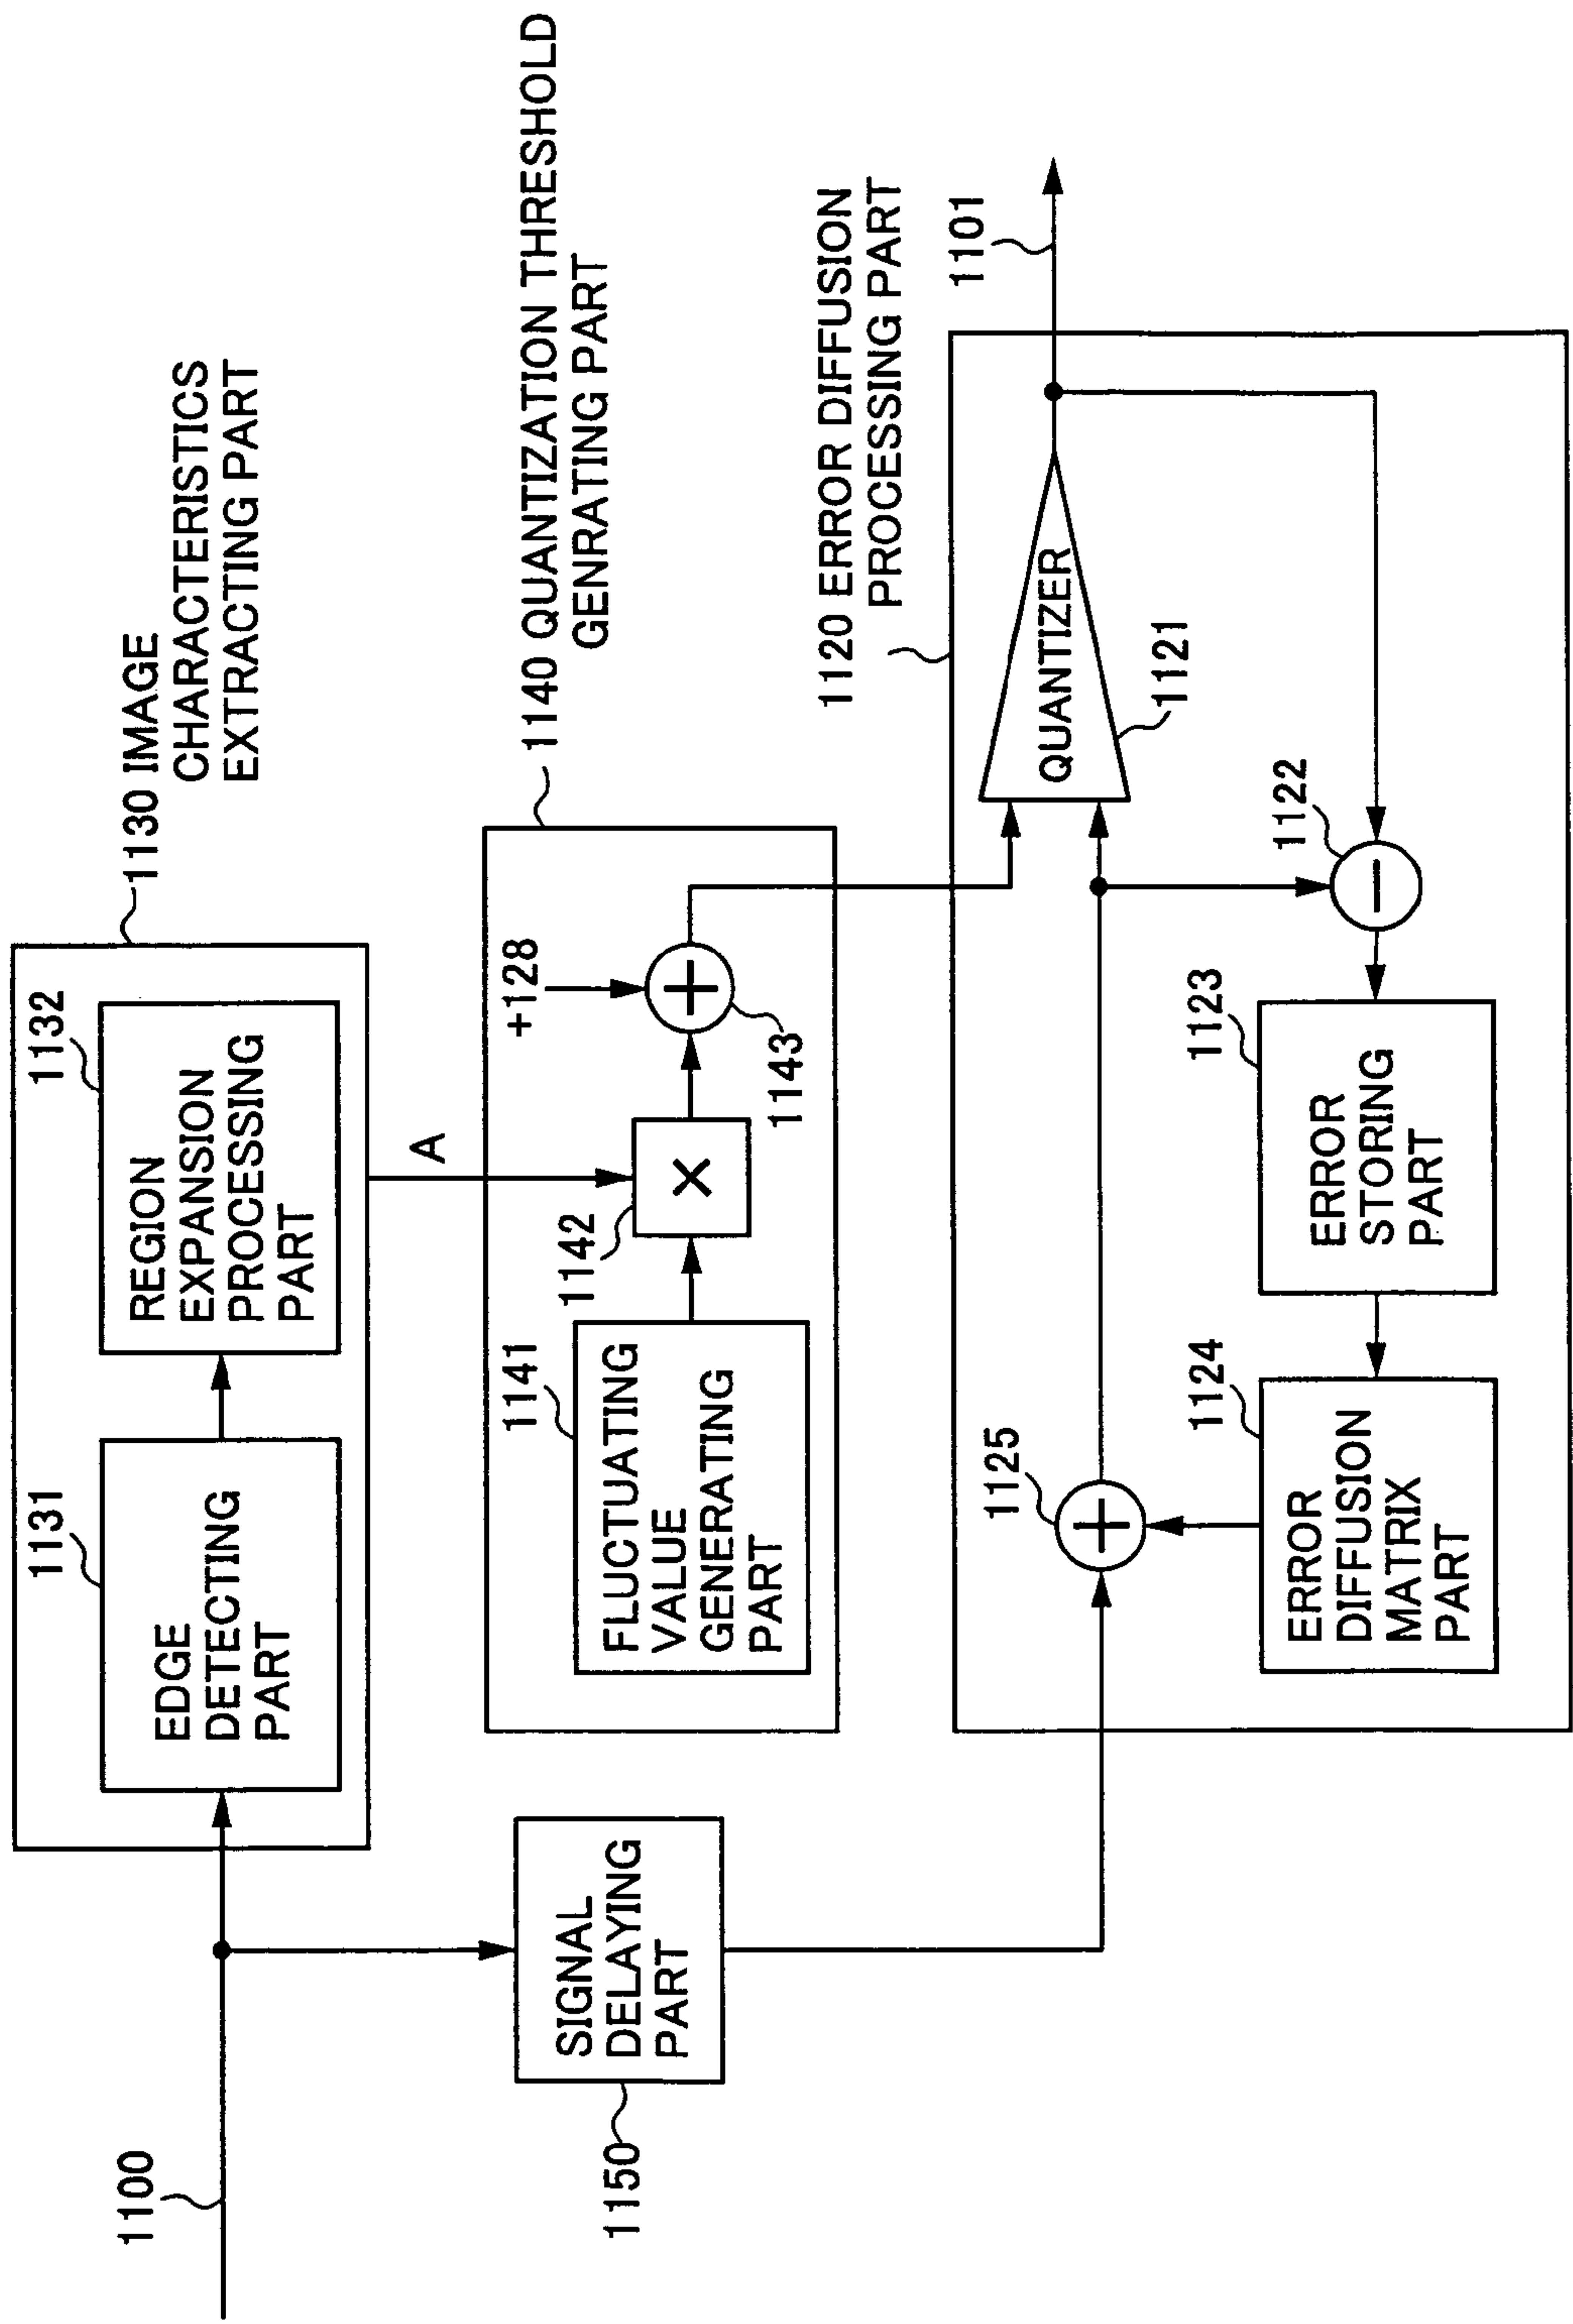 1100
1130 IMAGE
CHARACTERISTICS
EXTRACTING PART
1131
EDGE
DETECTING
PART
1132
REGION
EXPANSION
PROCESSING
PART
A
1150
SIGNAL
DELAYING
PART
1140 QUANTIZATION THRESHOLD
GENRATING PART
1141
FLUCTUATING
VALUE
GENERATING
PART
1142
×
+128
+
1143
1120 ERROR DIFFUSION
PROCESSING PART
1125
+
QUANTIZER
1121
1101
1122
−
1123
ERROR
STORING
PART
1124
ERROR
DIFFUSION
MATRIX
PART